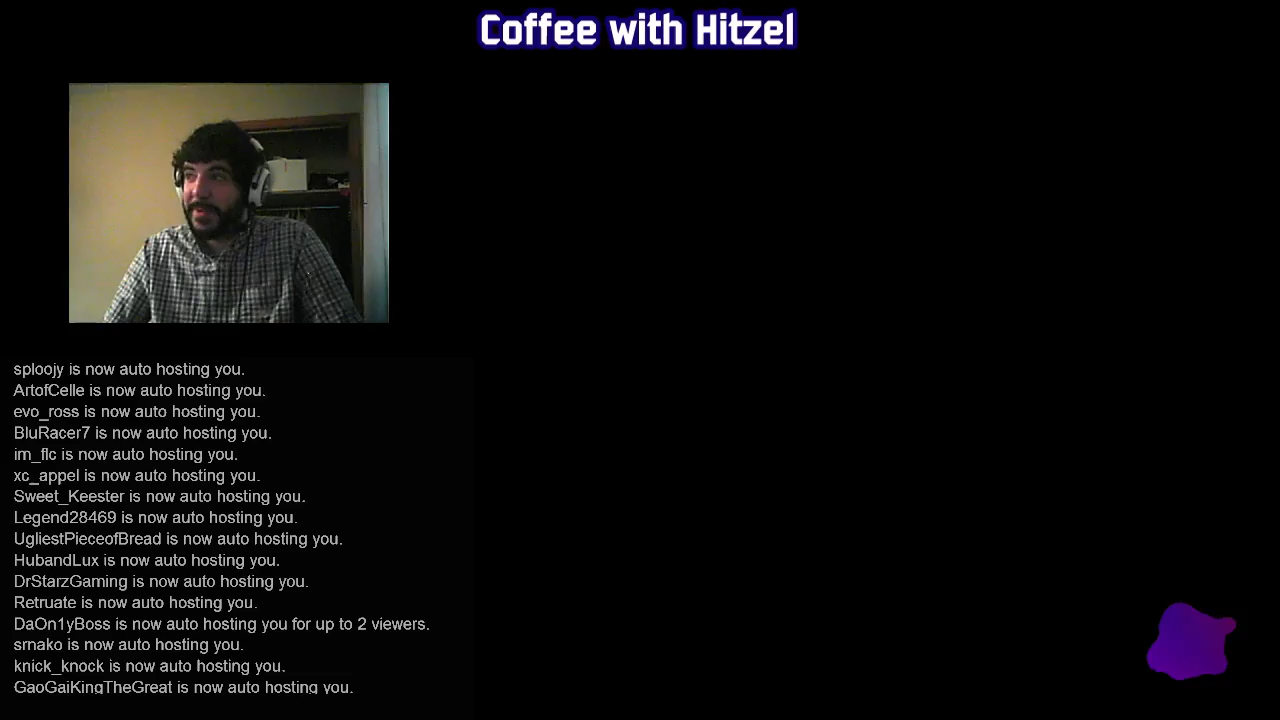 Coffee with Hitzel
sploojy is now auto hosting you.
ArtofCelle is now auto hosting you.
evo_ross is now auto hosting you.
BluRacer7 is now auto hosting you.
im_flc is now auto hosting you.
xc_appel is now auto hosting you.
Sweet_Keester is now auto hosting you.
Legend28469 is now auto hosting you.
UgliestPieceofBread is now auto hosting you.
HubandLux is now auto hosting you.
DrStarzGaming is now auto hosting you.
Retruate is now auto hosting you.
DaOn1yBoss is now auto hosting you for up to 2 viewers.
srnako is now auto hosting you.
knick_knock is now auto hosting you.
GaoGaiKingTheGreat is now auto hosting you.